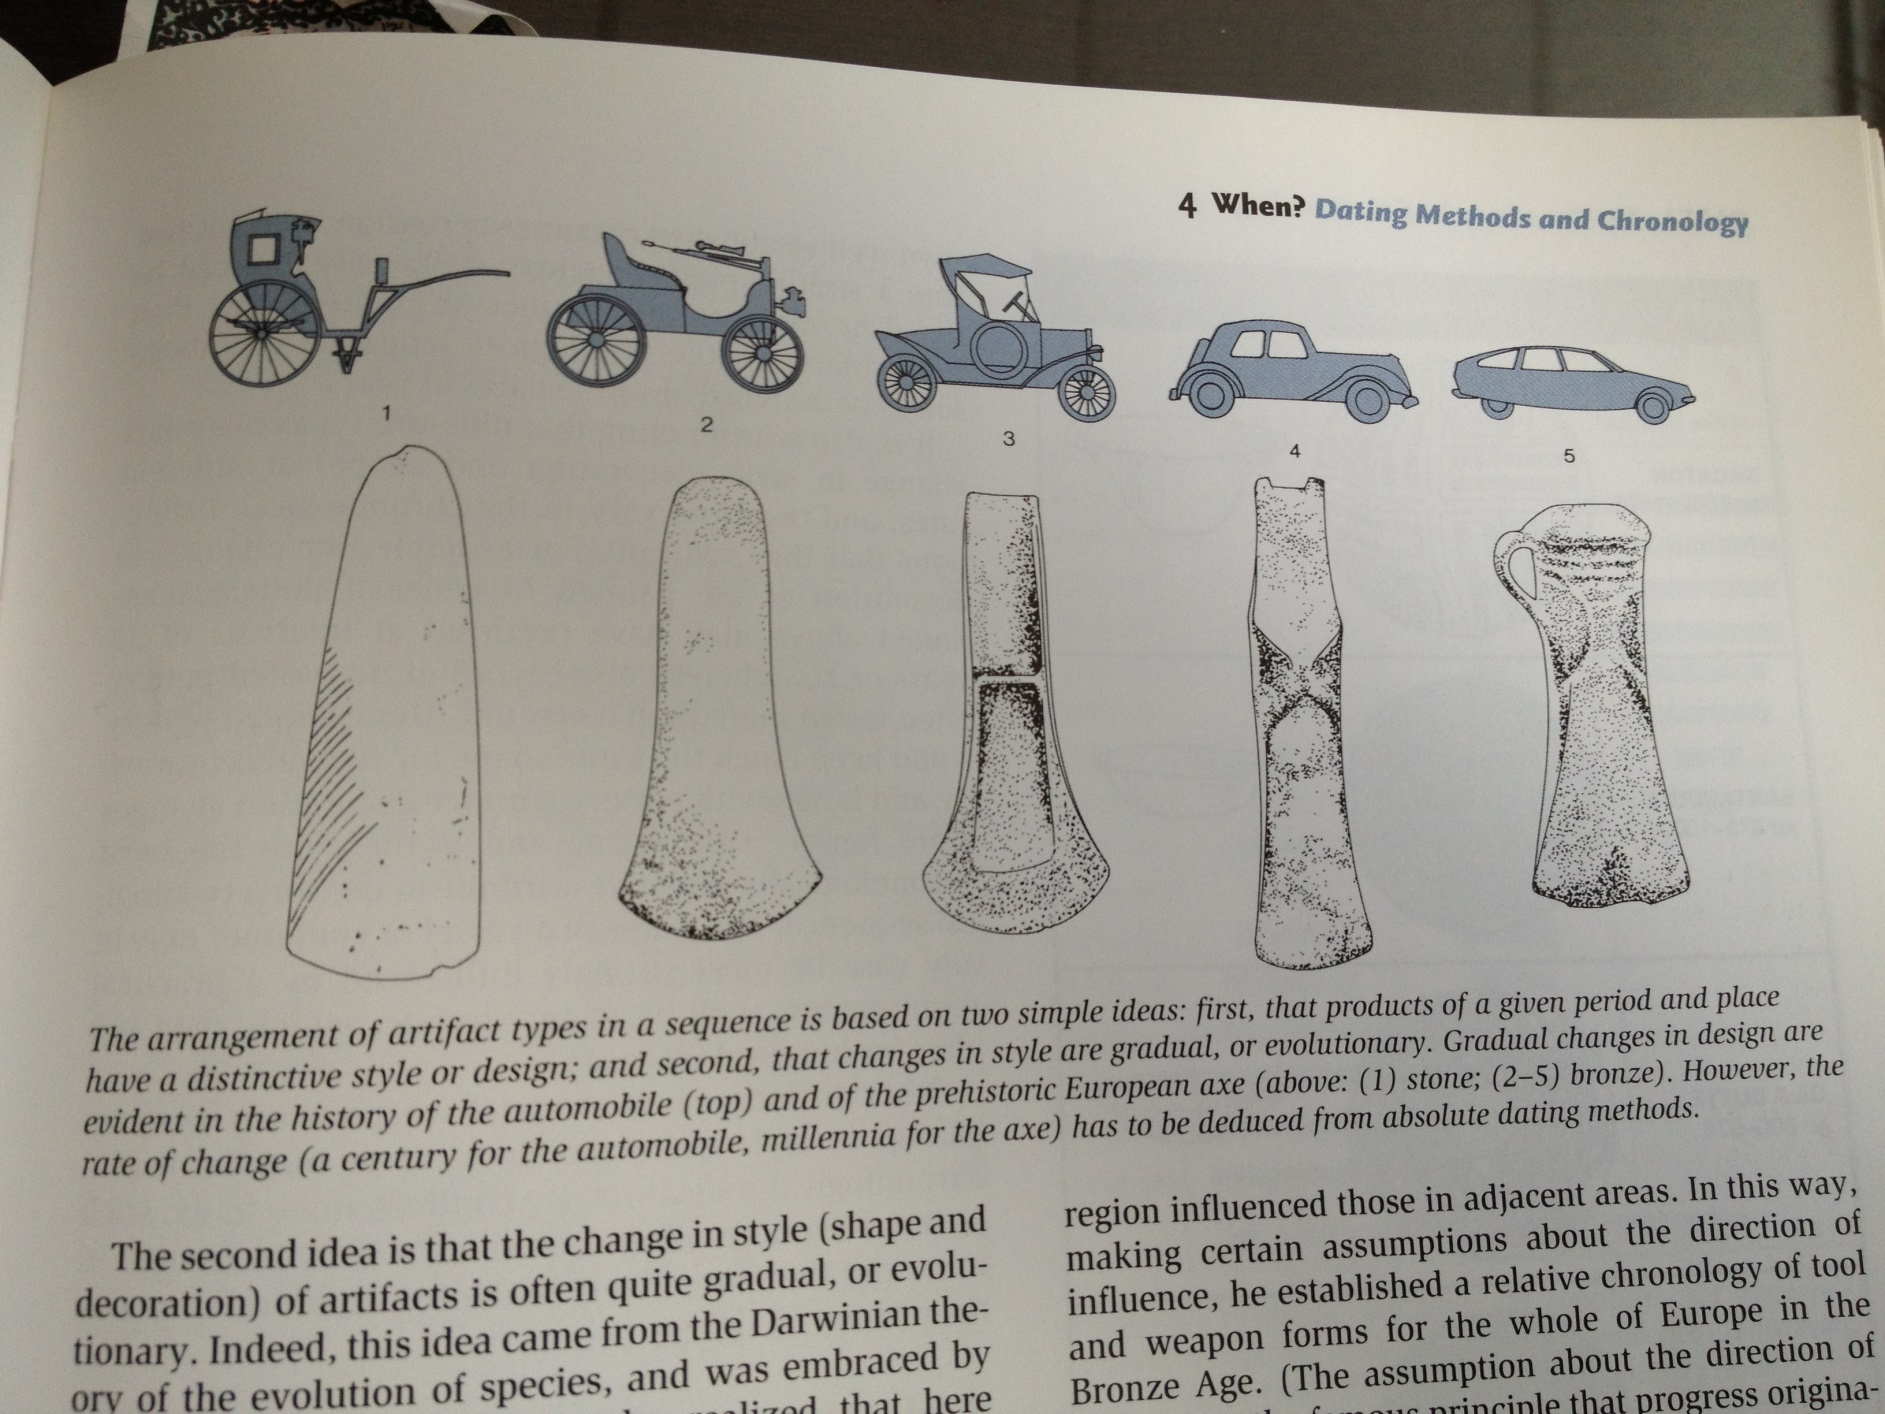 4 When? Dating Methods and Chronology
1
2
3
4
5
The arrangement of artifact types in a sequence is based on two simple ideas: first, that products of a given period and place
have a distinctive style or design; and second, that changes in style are gradual, or evolutionary. Gradual changes in design are
evident in the history of the automobile (top) and of the prehistoric European axe (above: (1) stone; (2–5) bronze). However, the
rate of change (a century for the automobile, millennia for the axe) has to be deduced from absolute dating methods.
The second idea is that the change in style (shape and
decoration) of artifacts is often quite gradual, or evolu-
tionary. Indeed, this idea came from the Darwinian the-
ory of the evolution of species, and was embraced by
that here
region influenced those in adjacent areas. In this way,
making certain assumptions about the direction of
influence, he established a relative chronology of tool
and weapon forms for the whole of Europe in the
Bronze Age. (The assumption about the direction of
principle that progress origina-